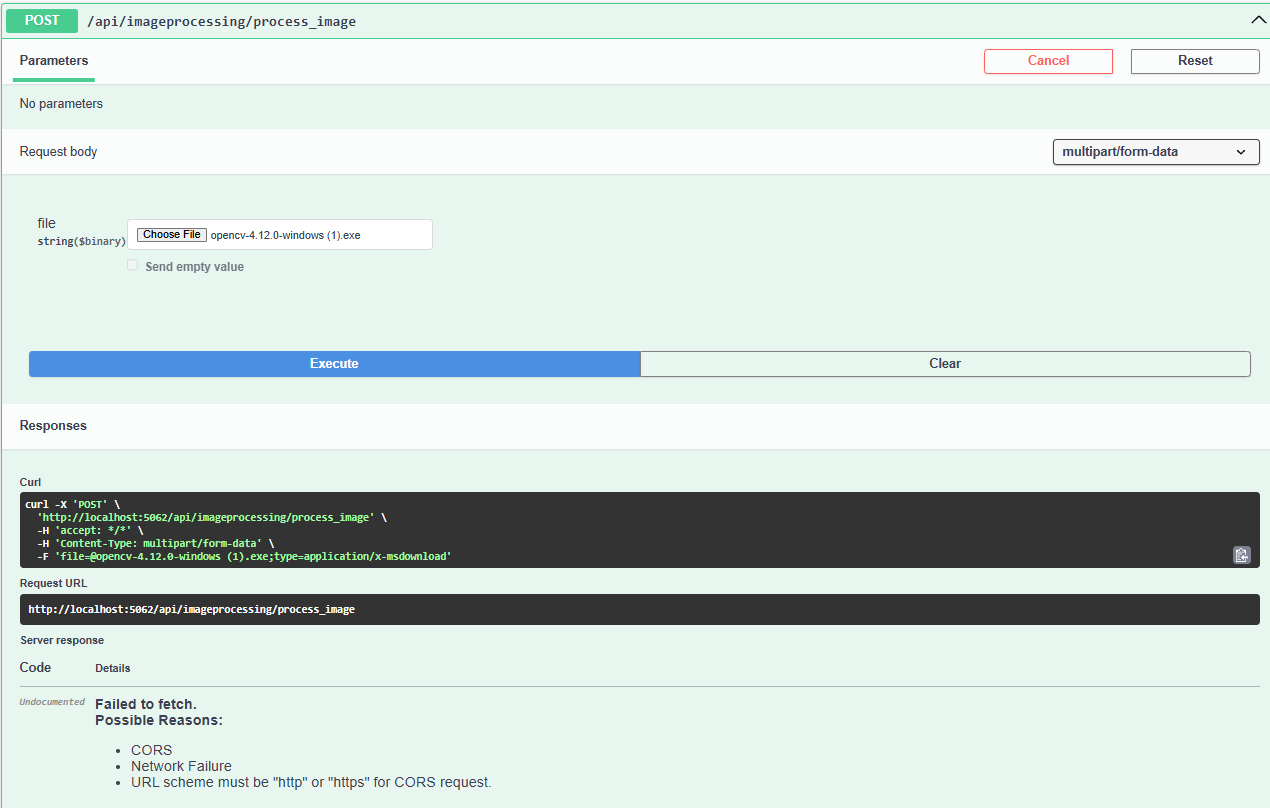 POST /api/imageprocessing/process_image
Parameters Cancel Reset
No parameters
Request body multipart/form-data
file
string($binary) Choose File opencv-4.12.0-windows (1).exe
Send empty value
Execute Clear
Responses
Curl
curl -X 'POST' \
'http://localhost:5062/api/imageprocessing/process_image' \
-H 'accept: */*' \
-H 'Content-Type: multipart/form-data' \
-F 'file=@opencv-4.12.0-windows (1).exe;type=application/x-msdownload'
Request URL
http://localhost:5062/api/imageprocessing/process_image
Server response
Code Details
Undocumented Failed to fetch.
Possible Reasons:
• CORS
• Network Failure
• URL scheme must be "http" or "https" for CORS request.